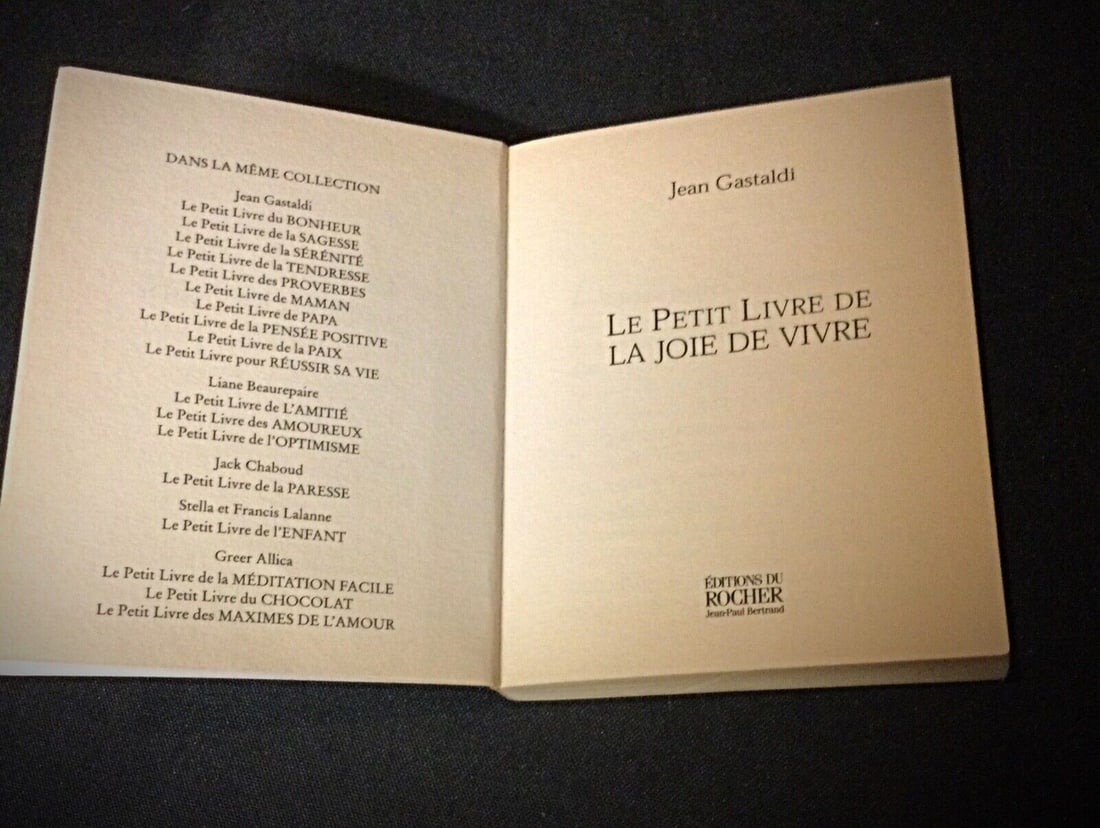 DANS LA MÊME COLLECTION
Jean Gastaldi
Le Petit Livre du BONHEUR
Le Petit Livre de la SAGESSE
Le Petit Livre de la SÉRÉNITÉ
Le Petit Livre de la TENDRESSE
Le Petit Livre des PROVERBES
Le Petit Livre de MAMAN
Le Petit Livre de PAPA
Le Petit Livre de la PENSÉE POSITIVE
Le Petit Livre de la PAIX
Le Petit Livre pour RÉUSSIR SA VIE
Liane Beaurepaire
Le Petit Livre de L'AMITIÉ
Le Petit Livre des AMOUREUX
Le Petit Livre de l'OPTIMISME
Jack Chaboud
Le Petit Livre de la PARESSE
Stella et Francis Lalanne
Le Petit Livre de l'ENFANT
Greer Allica
Le Petit Livre de la MÉDITATION FACILE
Le Petit Livre du CHOCOLAT
Le Petit Livre des MAXIMES DE L'AMOUR
Jean Gastaldi
LE PETIT LIVRE DE
LA JOIE DE VIVRE
ÉDITIONS DU
ROCHER
Jean-Paul Bertrand